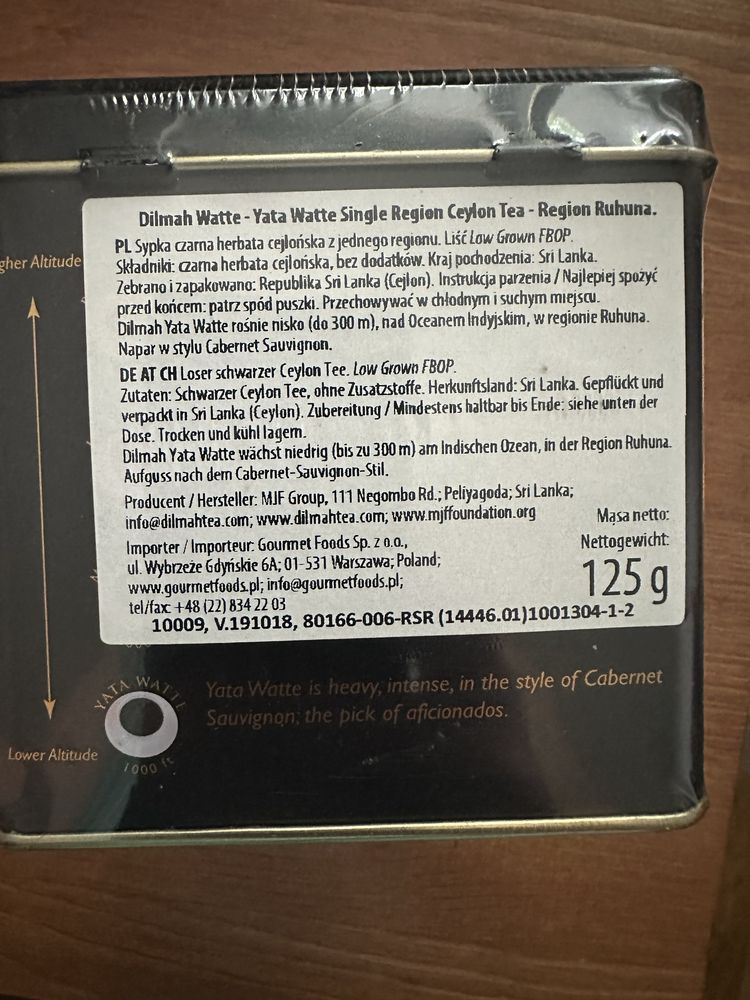 Dilmah Watte - Yata Watte Single Region Ceylon Tea - Region Ruhuna.
PL Sypka czarna herbata cejlońska z jednego regionu. Liść Low Grown FBOP.
Składniki: czarna herbata cejlońska, bez dodatków. Kraj pochodzenia: Sri Lanka.
Zebrano i zapakowano: Republika Sri Lanka (Cejlon). Instrukcja parzenia / Najlepiej spożyć
przed końcem: patrz spód puszki. Przechowywać w chłodnym i suchym miejscu.
Dilmah Yata Watte rośnie nisko (do 300 m), nad Oceanem Indyjskim, w regionie Ruhuna.
Napar w stylu Cabernet Sauvignon.
DE AT CH Loser schwarzer Ceylon Tee. Low Grown FBOP.
Zutaten: Schwarzer Ceylon Tee, ohne Zusatzstoffe. Herkunftsland: Sri Lanka. Gepflückt und
verpackt in Sri Lanka (Ceylon). Zubereitung / Mindestens haltbar bis Ende: siehe unten der
Dose. Trocken und kühl lagern.
Dilmah Yata Watte wächst niedrig (bis zu 300 m) am Indischen Ozean, in der Region Ruhuna.
Aufguss nach dem Cabernet-Sauvignon-Stil.
Producent / Hersteller: MJF Group, 111 Negombo Rd.; Peliyagoda; Sri Lanka;
info@dilmahtea.com; www.dilmahtea.com; www.mjffoundation.org
Importer / Importeur: Gourmet Foods Sp. z o.o.,
ul. Wybrzeże Gdyńskie 6A; 01-531 Warszawa; Poland;
www.gourmetfoods.pl; info@gourmetfoods.pl;
tel/fax: +48 (22) 834 22 03
Masa netto:
Nettogewicht:
125 g
10009, V.191018, 80166-006-RSR (14446.01)1001304-1-2
gher Altitude
Lower Altitude
YATA WATTE
1000 ft
Yata Watte is heavy, intense, in the style of Cabernet
Sauvignon; the pick of aficionados.